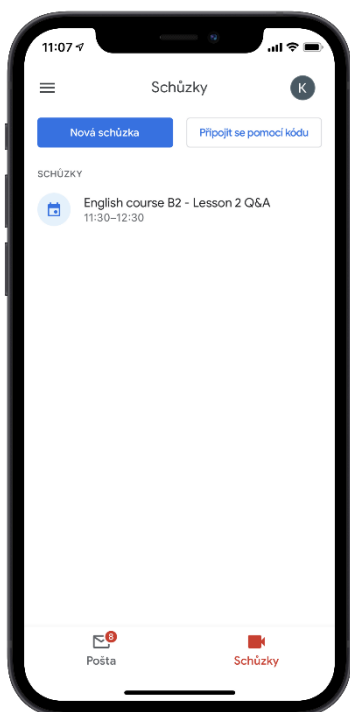 11:07
Schůzky
K
Nová schůzka
Připojit se pomocí kódu
SCHŮZKY
English course B2 - Lesson 2 Q&A
11:30–12:30
8
Pošta
Schůzky